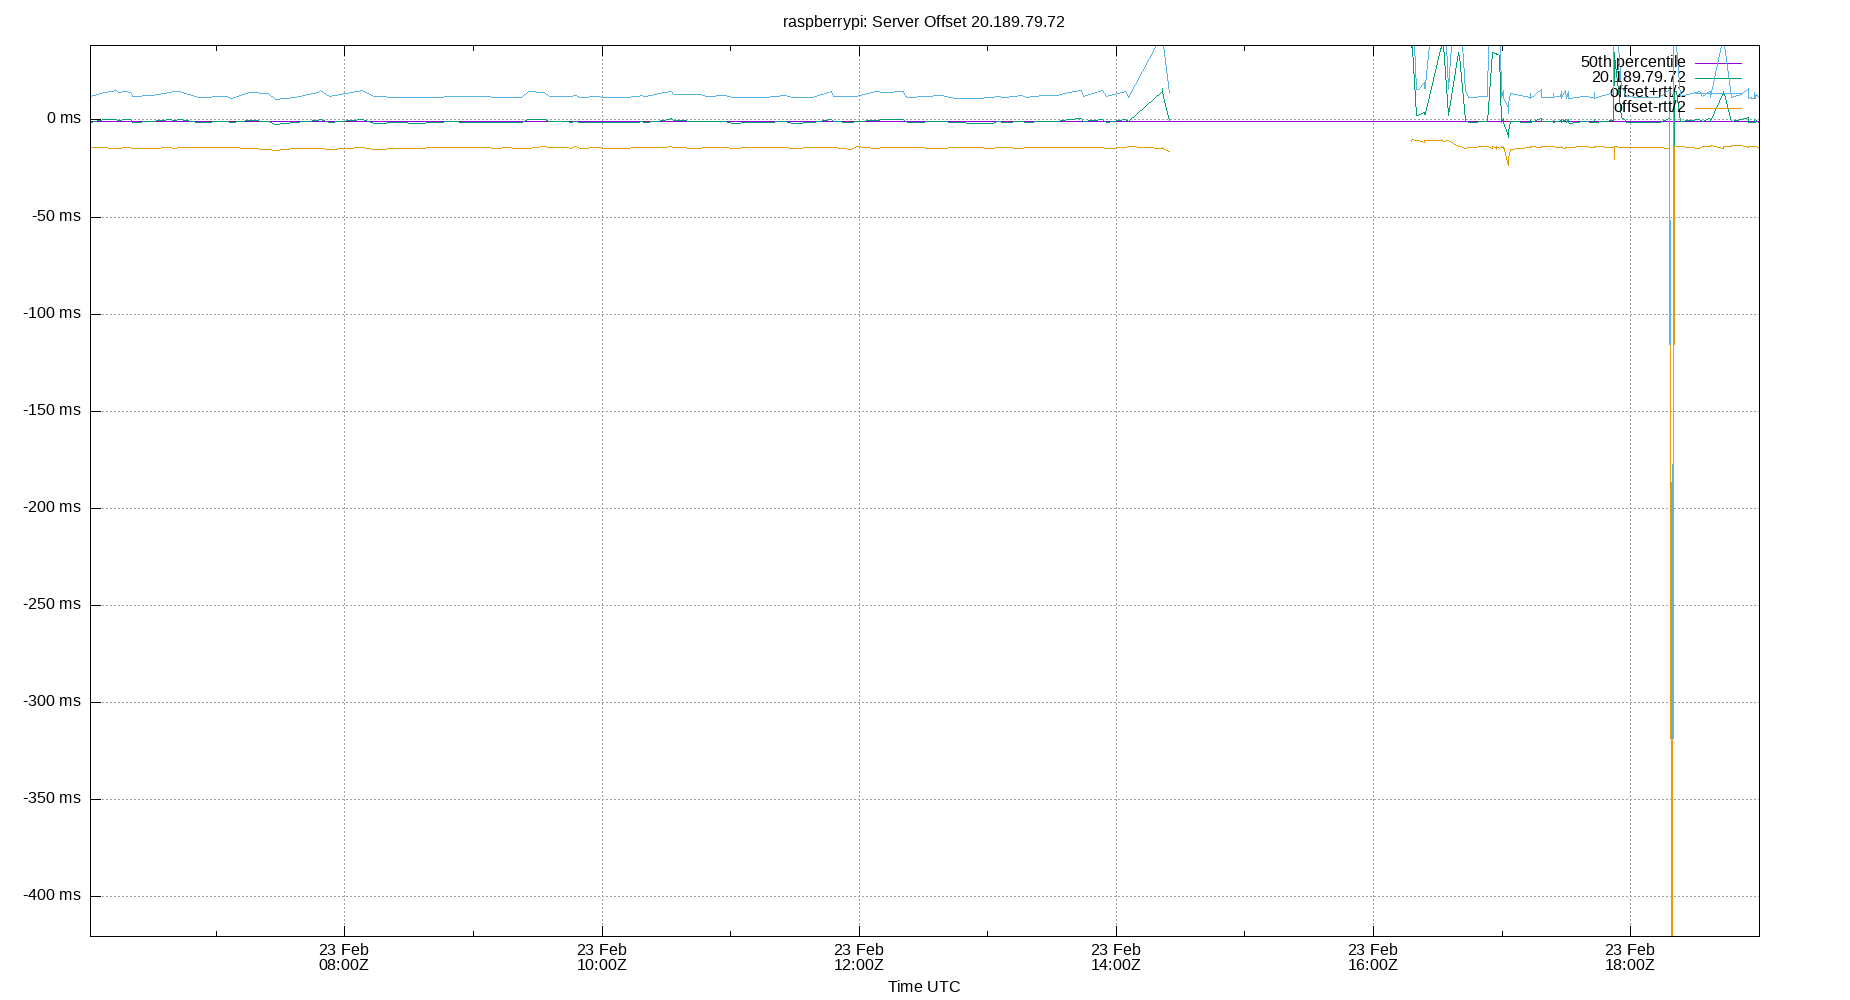 raspberrypi: Server Offset 20.189.79.72
50th percentile
20.189.79.72
offset+rtt/2
offset-rtt/2
0 ms
-50 ms
-100 ms
-150 ms
-200 ms
-250 ms
-300 ms
-350 ms
-400 ms
23 Feb 23 Feb 23 Feb 23 Feb 23 Feb 23 Feb
08:00Z 10:00Z 12:00Z 14:00Z 16:00Z 18:00Z
Time UTC